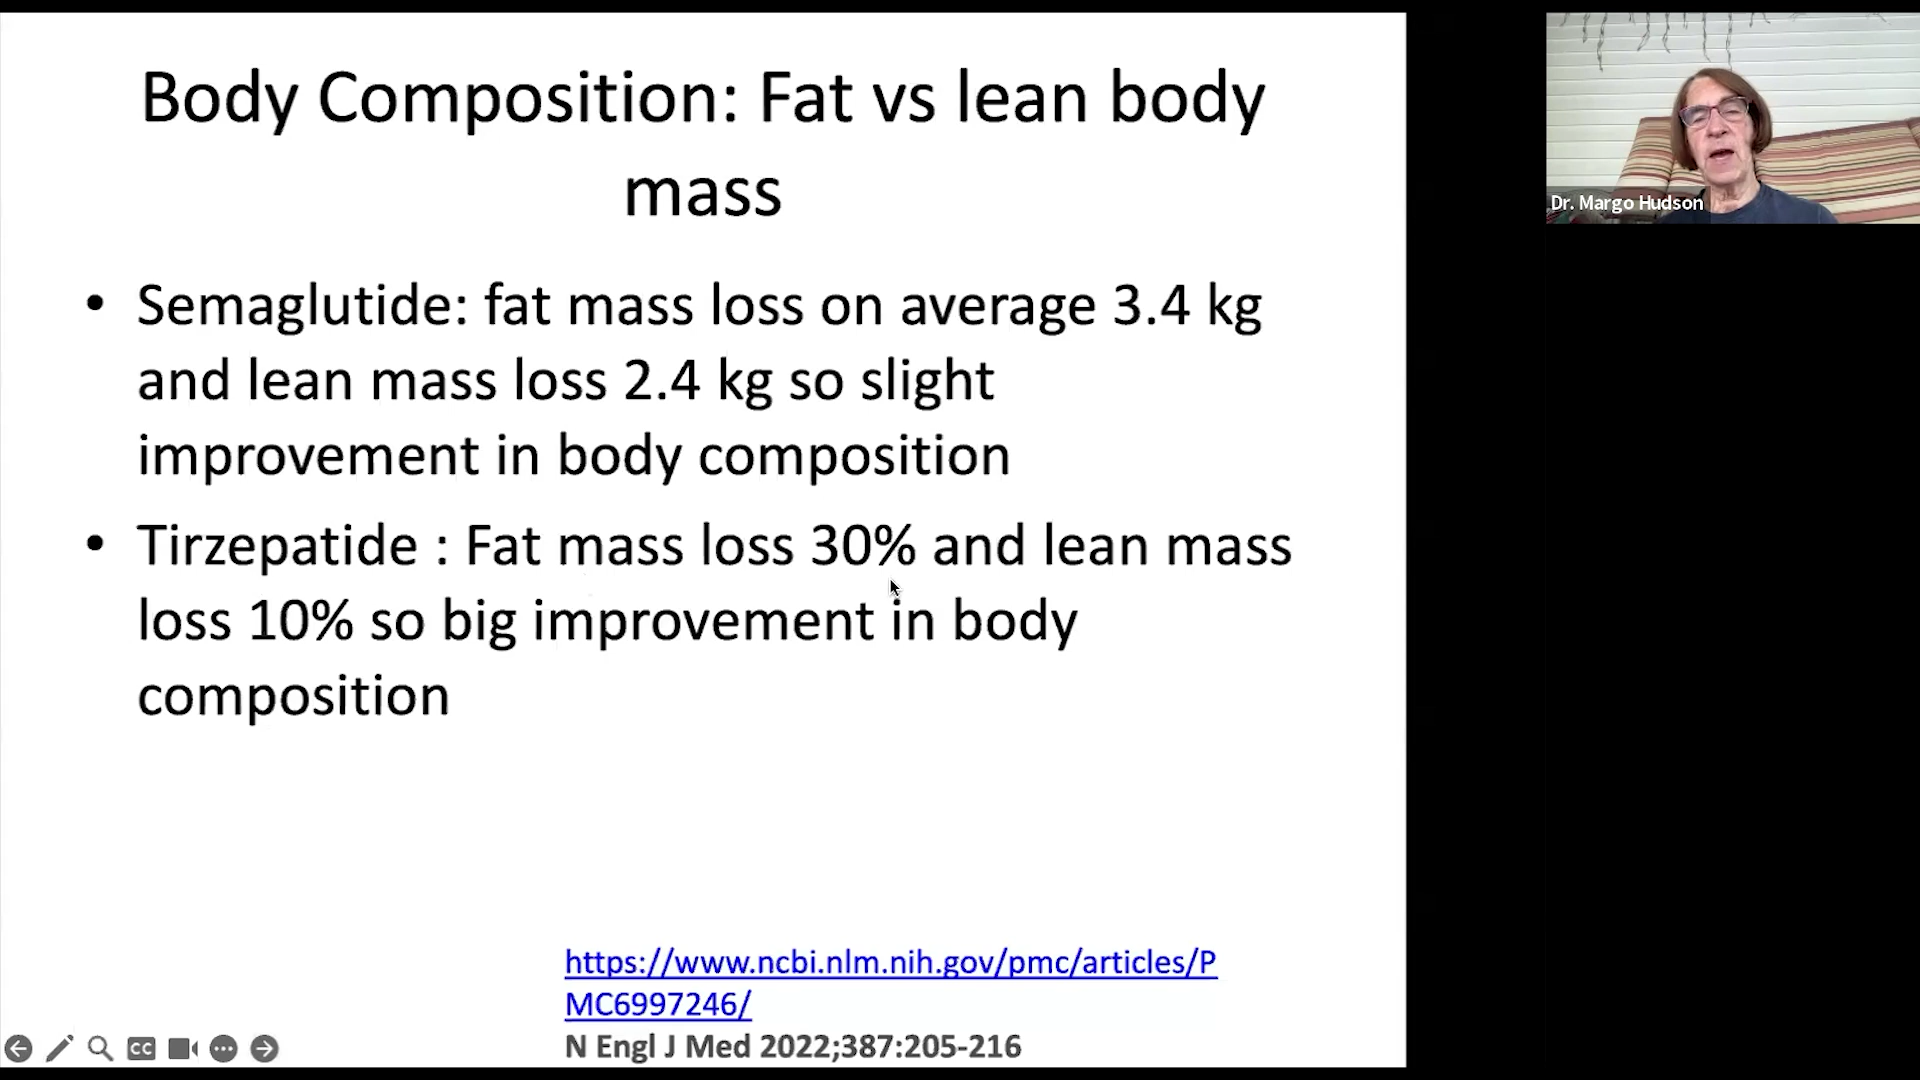 Body Composition: Fat vs lean body
mass
• Semaglutide: fat mass loss on average 3.4 kg
and lean mass loss 2.4 kg so slight
improvement in body composition
• Tirzepatide : Fat mass loss 30% and lean mass
loss 10% so big improvement in body
composition
https://www.ncbi.nlm.nih.gov/pmc/articles/P
MC6997246/
N Engl J Med 2022;387:205-216
CC
Dr. Margo Hudson